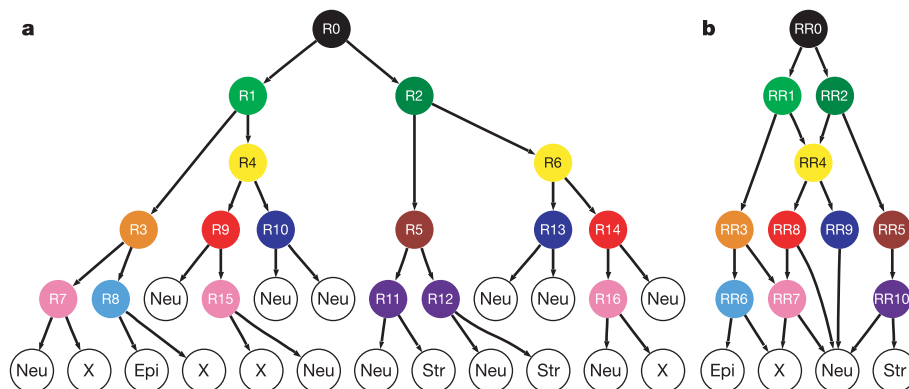 a R0 b RR0
R1 R2 RR1 RR2
R4 R6 RR4
R3 R9 R10 R5 R13 R14 RR3 RR8 RR9 RR5
R7 R8 Neu R15 Neu Neu R11 R12 Neu Neu R16 RR6 RR7 RR10
Neu X Epi X X Neu Neu Str Neu Str Neu X Epi X Neu Str